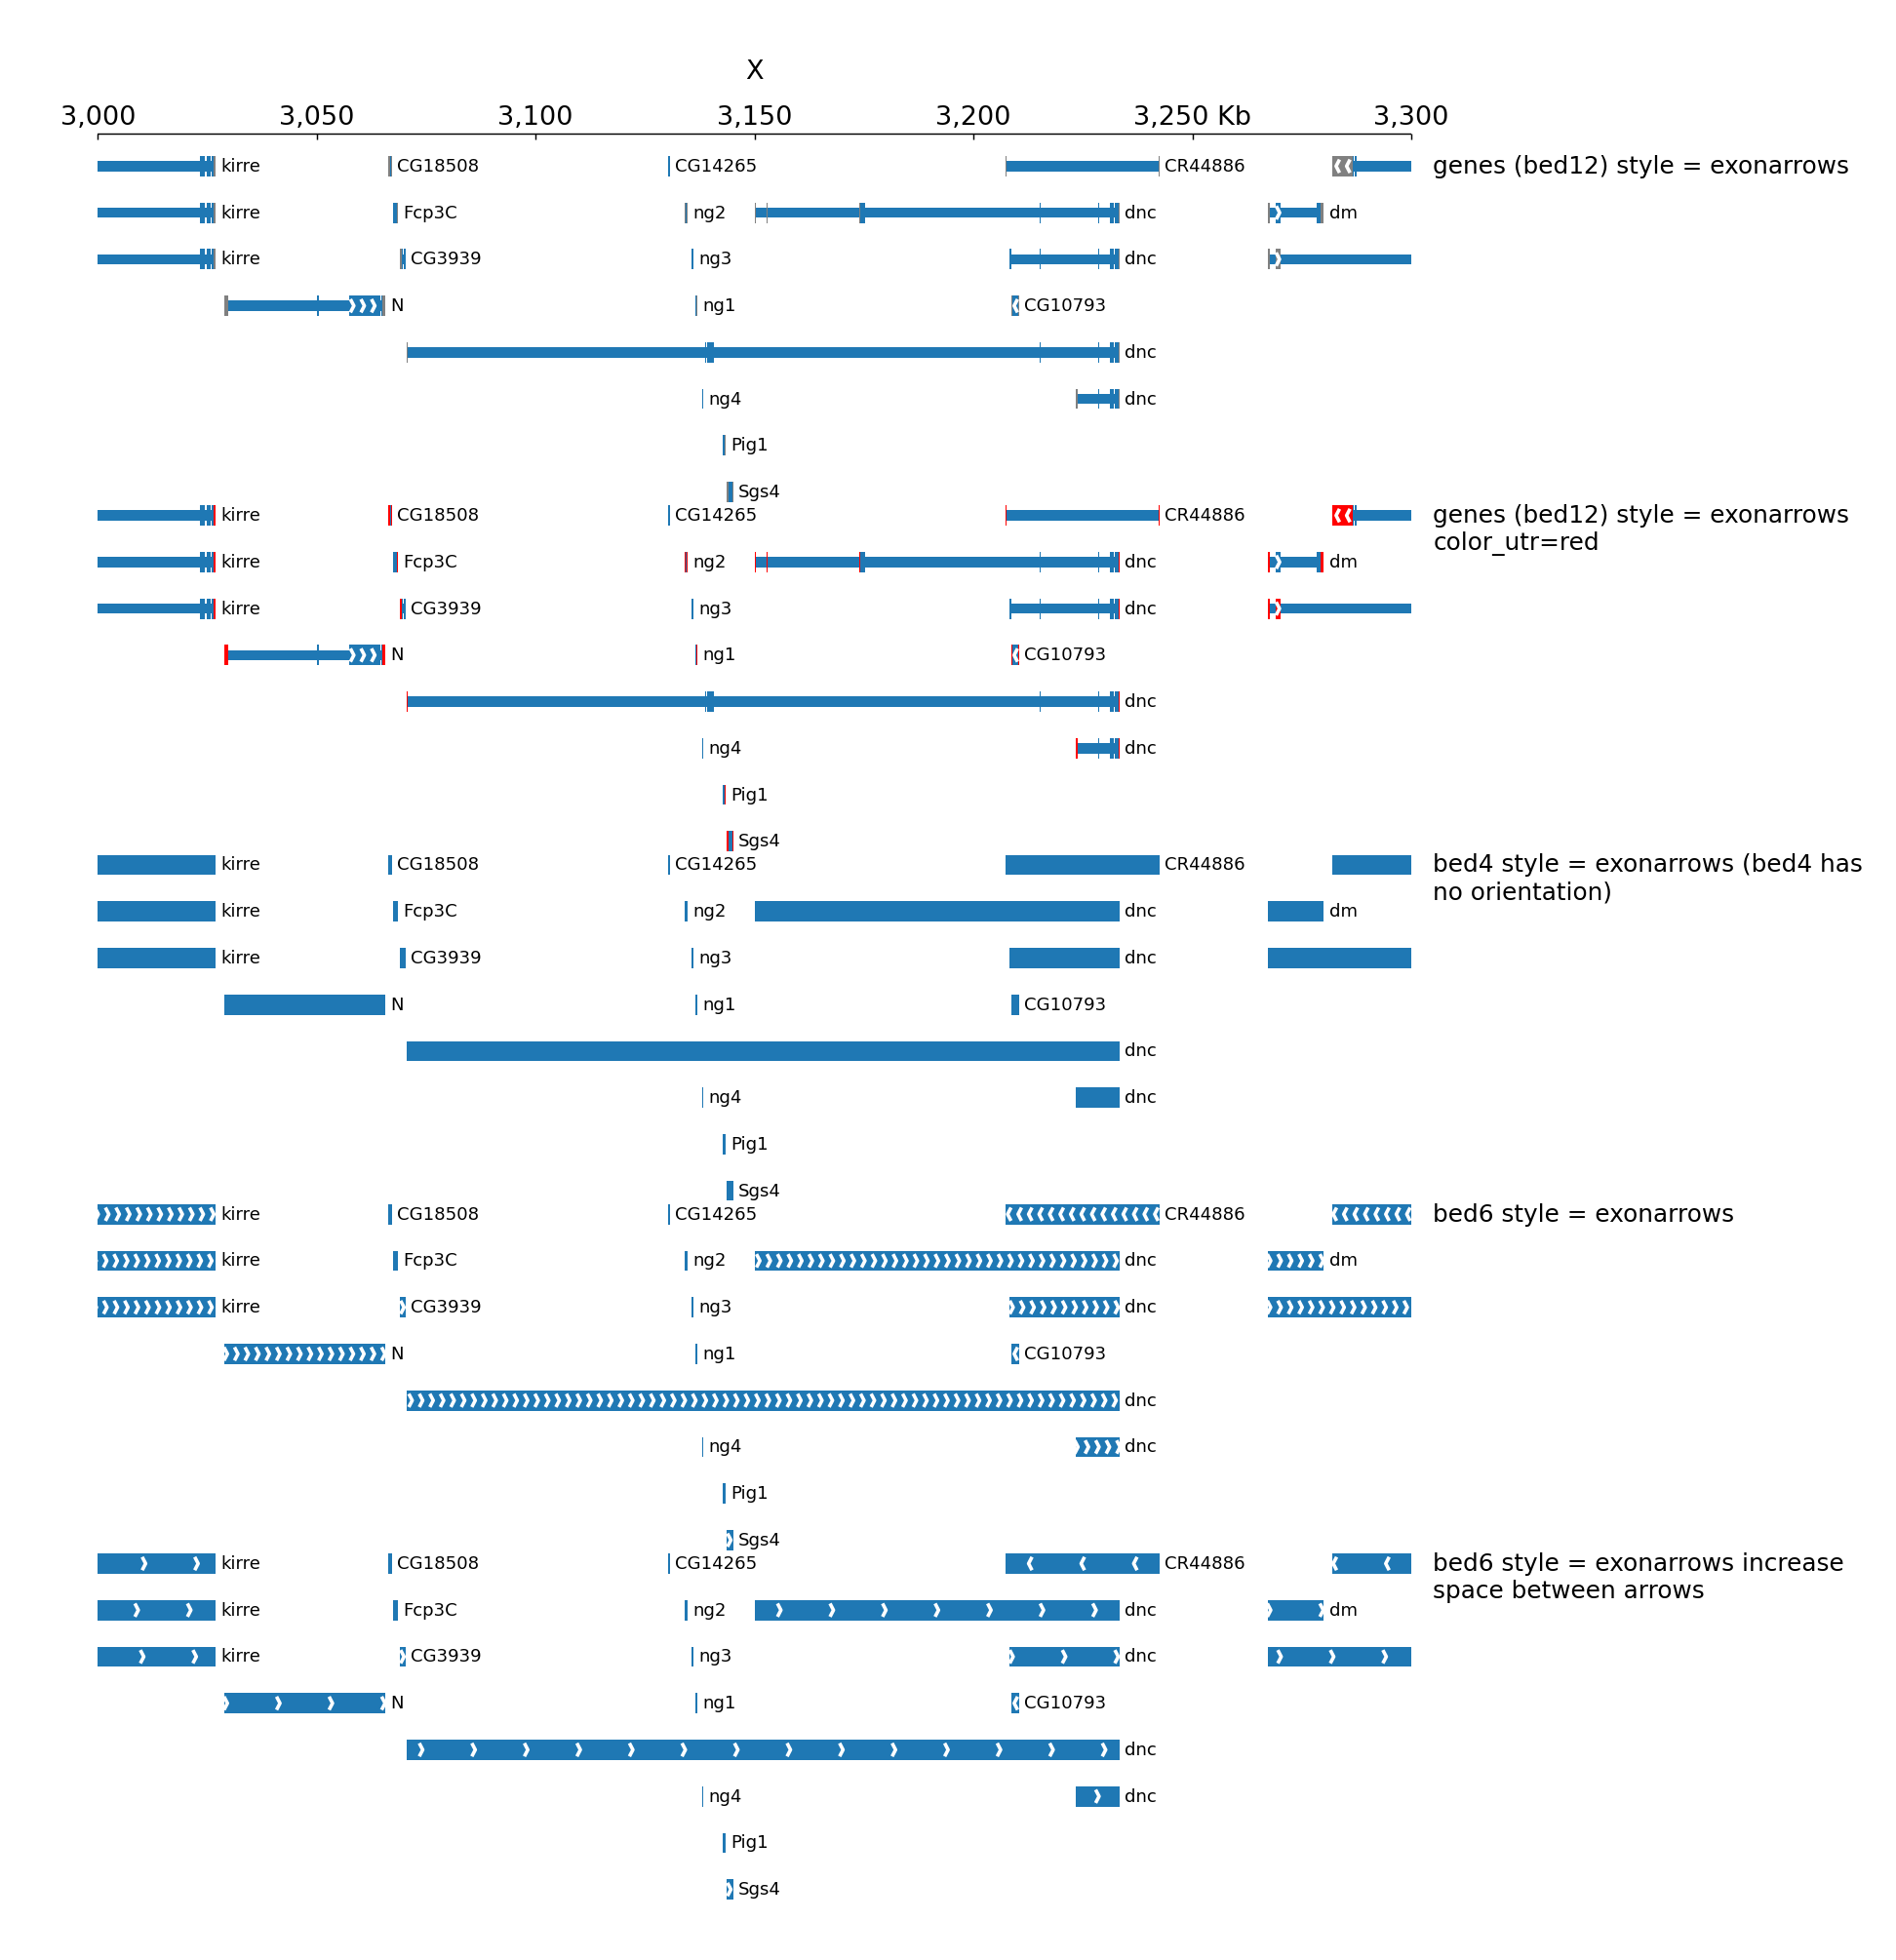 X
3,000 3,050 3,100 3,150 3,200 3,250 Kb 3,300
kirre CG18508 CG14265 CR44886 genes (bed12) style = exonarrows
kirre Fcp3C ng2 dnc dm
kirre CG3939 ng3 dnc
N ng1 CG10793
dnc
ng4 dnc
Pig1
Sgs4
kirre CG18508 CG14265 CR44886 genes (bed12) style = exonarrows
color_utr=red
kirre Fcp3C ng2 dnc dm
kirre CG3939 ng3 dnc
N ng1 CG10793
dnc
ng4 dnc
Pig1
Sgs4
kirre CG18508 CG14265 CR44886 bed4 style = exonarrows (bed4 has
no orientation)
kirre Fcp3C ng2 dnc dm
kirre CG3939 ng3 dnc
N ng1 CG10793
dnc
ng4 dnc
Pig1
Sgs4
kirre CG18508 CG14265 CR44886 bed6 style = exonarrows
kirre Fcp3C ng2 dnc dm
kirre CG3939 ng3 dnc
N ng1 CG10793
dnc
ng4 dnc
Pig1
Sgs4
kirre CG18508 CG14265 CR44886 bed6 style = exonarrows increase
space between arrows
kirre Fcp3C ng2 dnc dm
kirre CG3939 ng3 dnc
N ng1 CG10793
dnc
ng4 dnc
Pig1
Sgs4